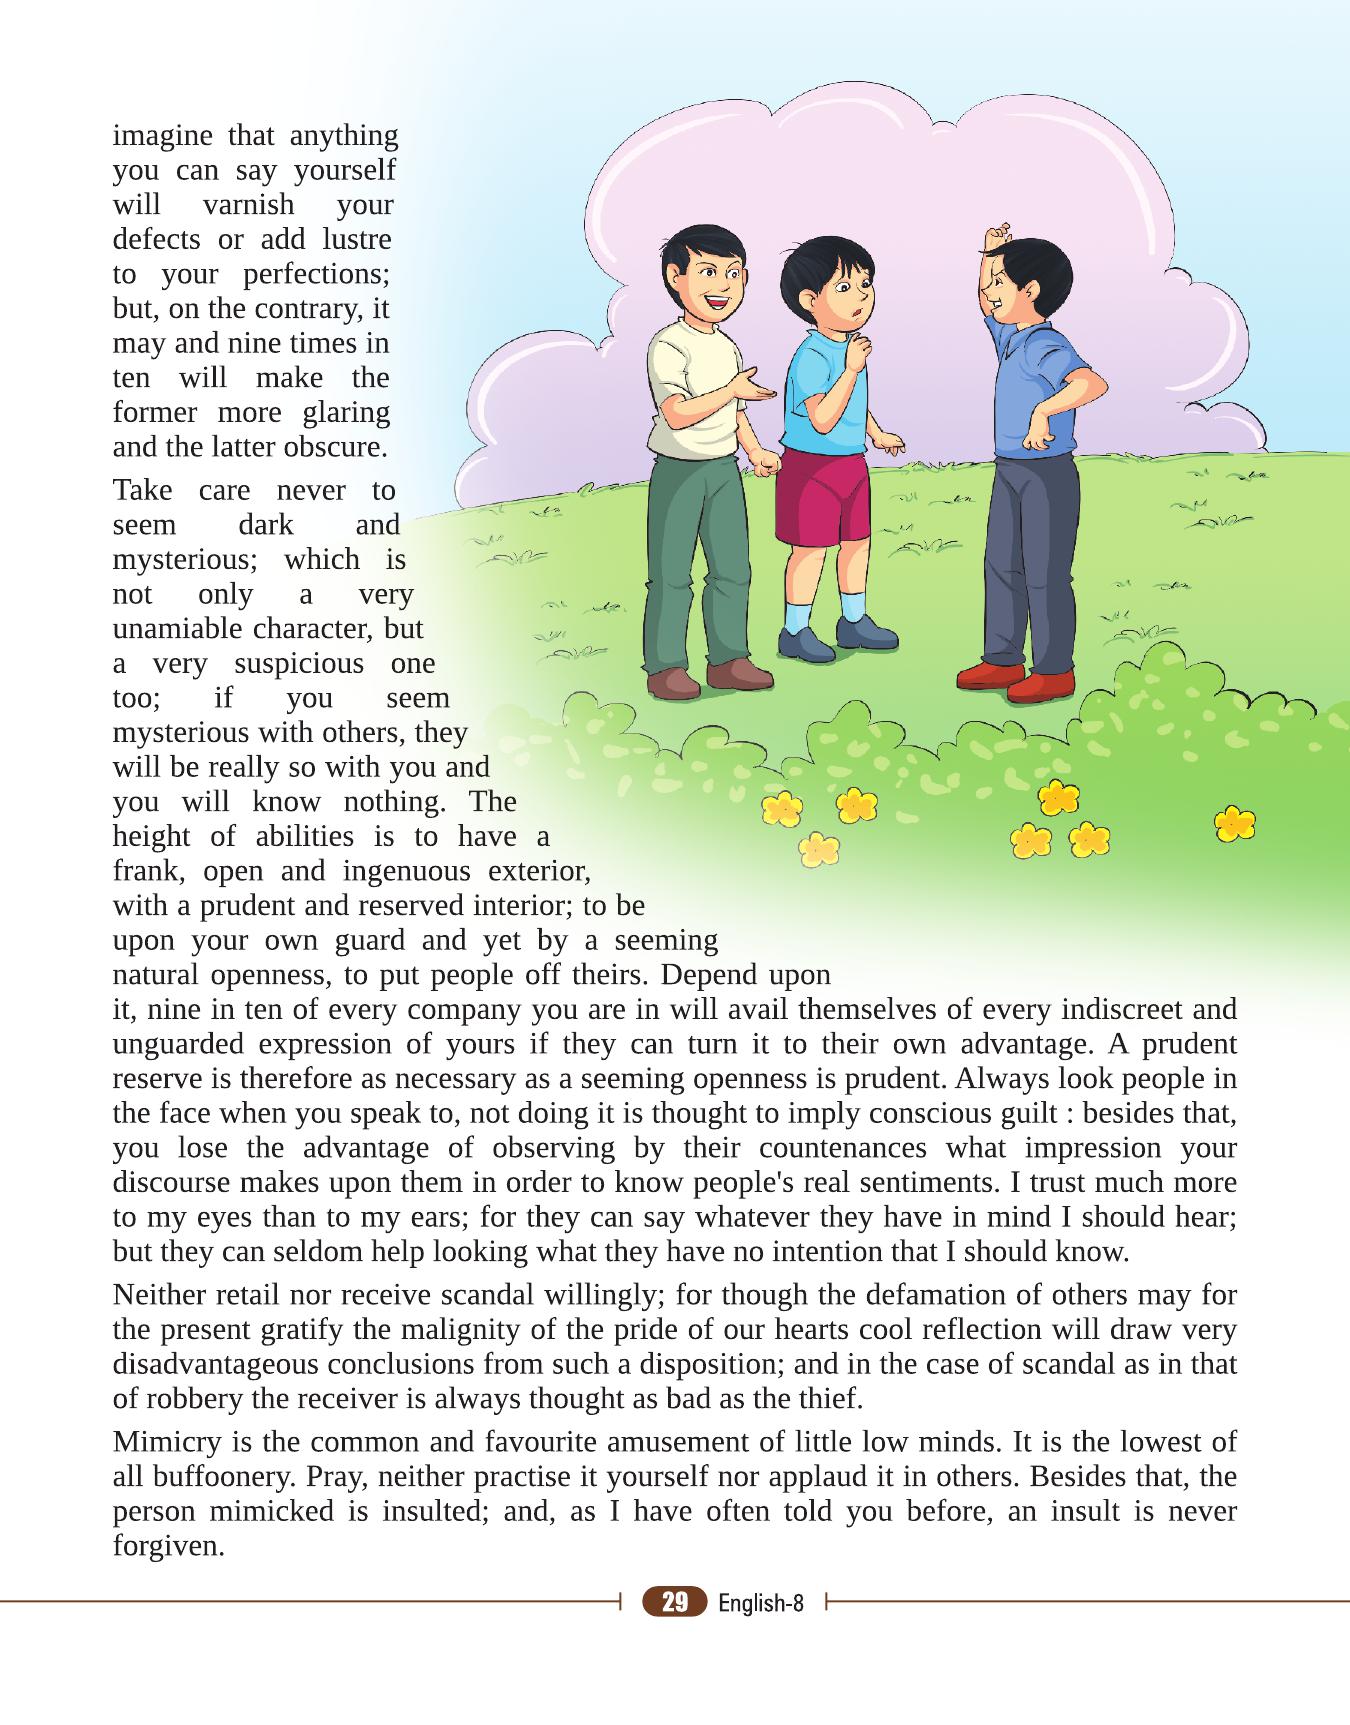 imagine that anything
you can say yourself
will varnish your
defects or add lustre
to your perfections;
but, on the contrary, it
may and nine times in
ten will make the
former more glaring
and the latter obscure.
Take care never to
seem dark and
mysterious; which is
not only a very
unamiable character, but
a very suspicious one
too; if you seem
mysterious with others, they
will be really so with you and
you will know nothing. The
height of abilities is to have a
frank, open and ingenuous exterior,
with a prudent and reserved interior; to be
upon your own guard and yet by a seeming
natural openness, to put people off theirs. Depend upon
it, nine in ten of every company you are in will avail themselves of every indiscreet and
unguarded expression of yours if they can turn it to their own advantage. A prudent
reserve is therefore as necessary as a seeming openness is prudent. Always look people in
the face when you speak to, not doing it is thought to imply conscious guilt : besides that,
you lose the advantage of observing by their countenances what impression your
discourse makes upon them in order to know people's real sentiments. I trust much more
to my eyes than to my ears; for they can say whatever they have in mind I should hear;
but they can seldom help looking what they have no intention that I should know.
Neither retail nor receive scandal willingly; for though the defamation of others may for
the present gratify the malignity of the pride of our hearts cool reflection will draw very
disadvantageous conclusions from such a disposition; and in the case of scandal as in that
of robbery the receiver is always thought as bad as the thief.
Mimicry is the common and favourite amusement of little low minds. It is the lowest of
all buffoonery. Pray, neither practise it yourself nor applaud it in others. Besides that, the
person mimicked is insulted; and, as I have often told you before, an insult is never
forgiven.
29 English-8